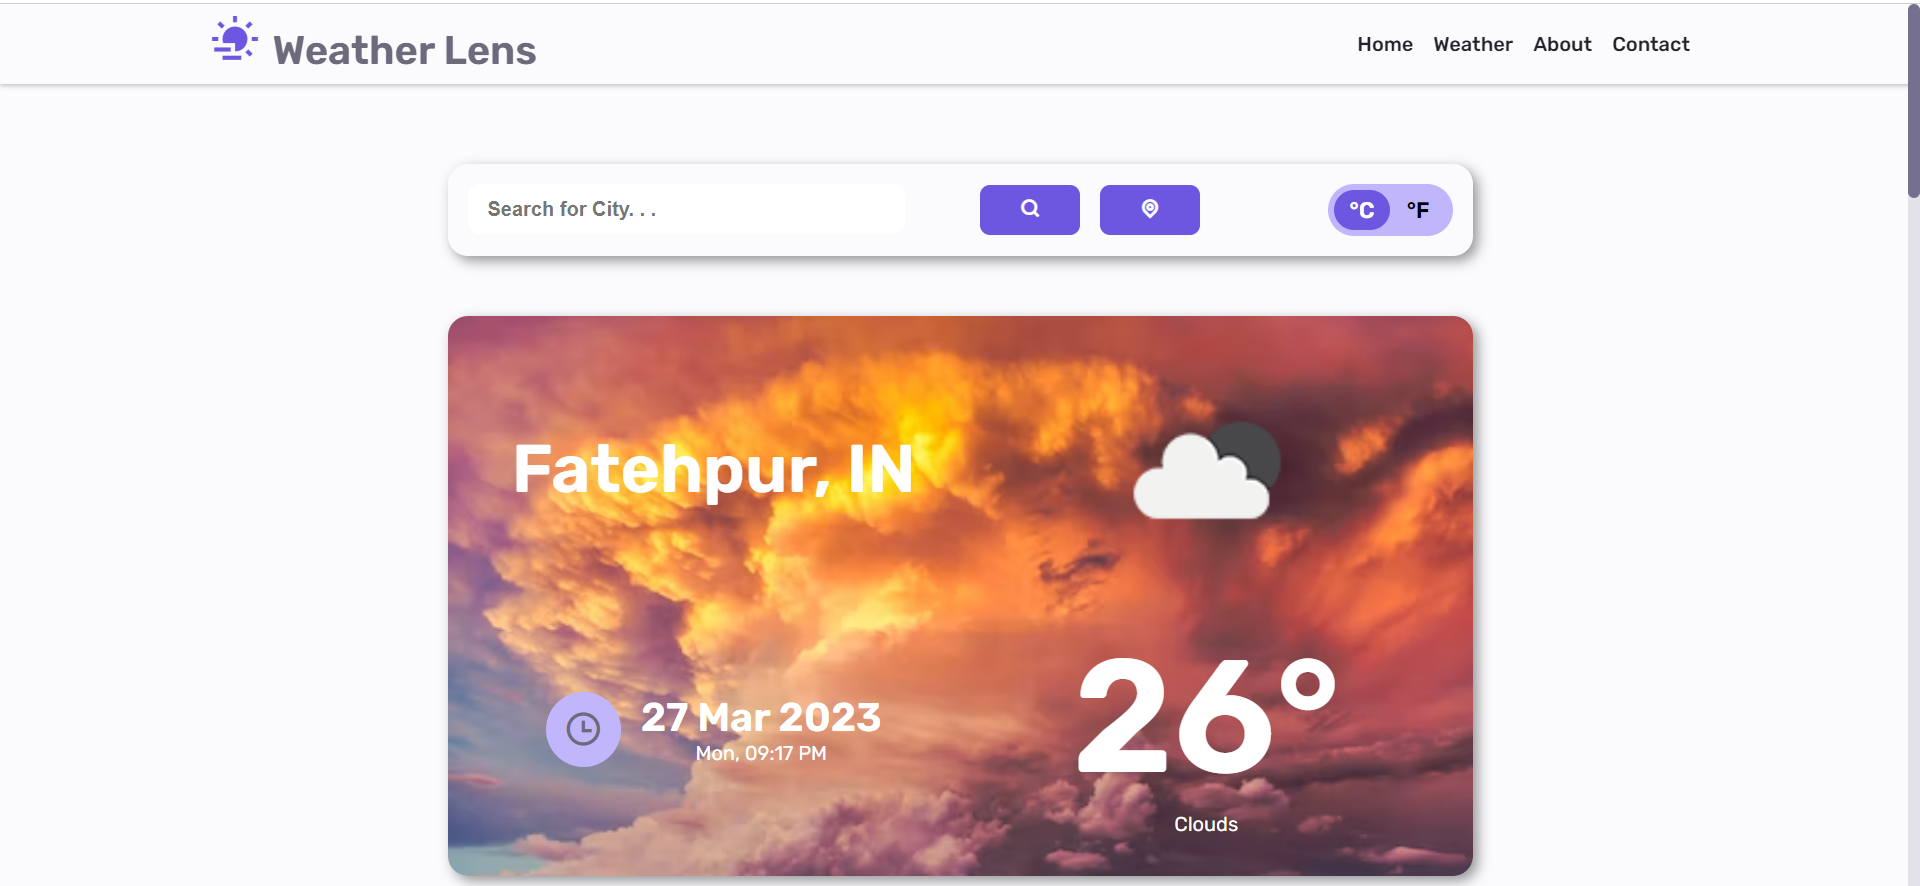 Weather Lens
Home Weather About Contact
Search for City. . .
°C °F
Fatehpur, IN
27 Mar 2023
Mon, 09:17 PM
26°
Clouds